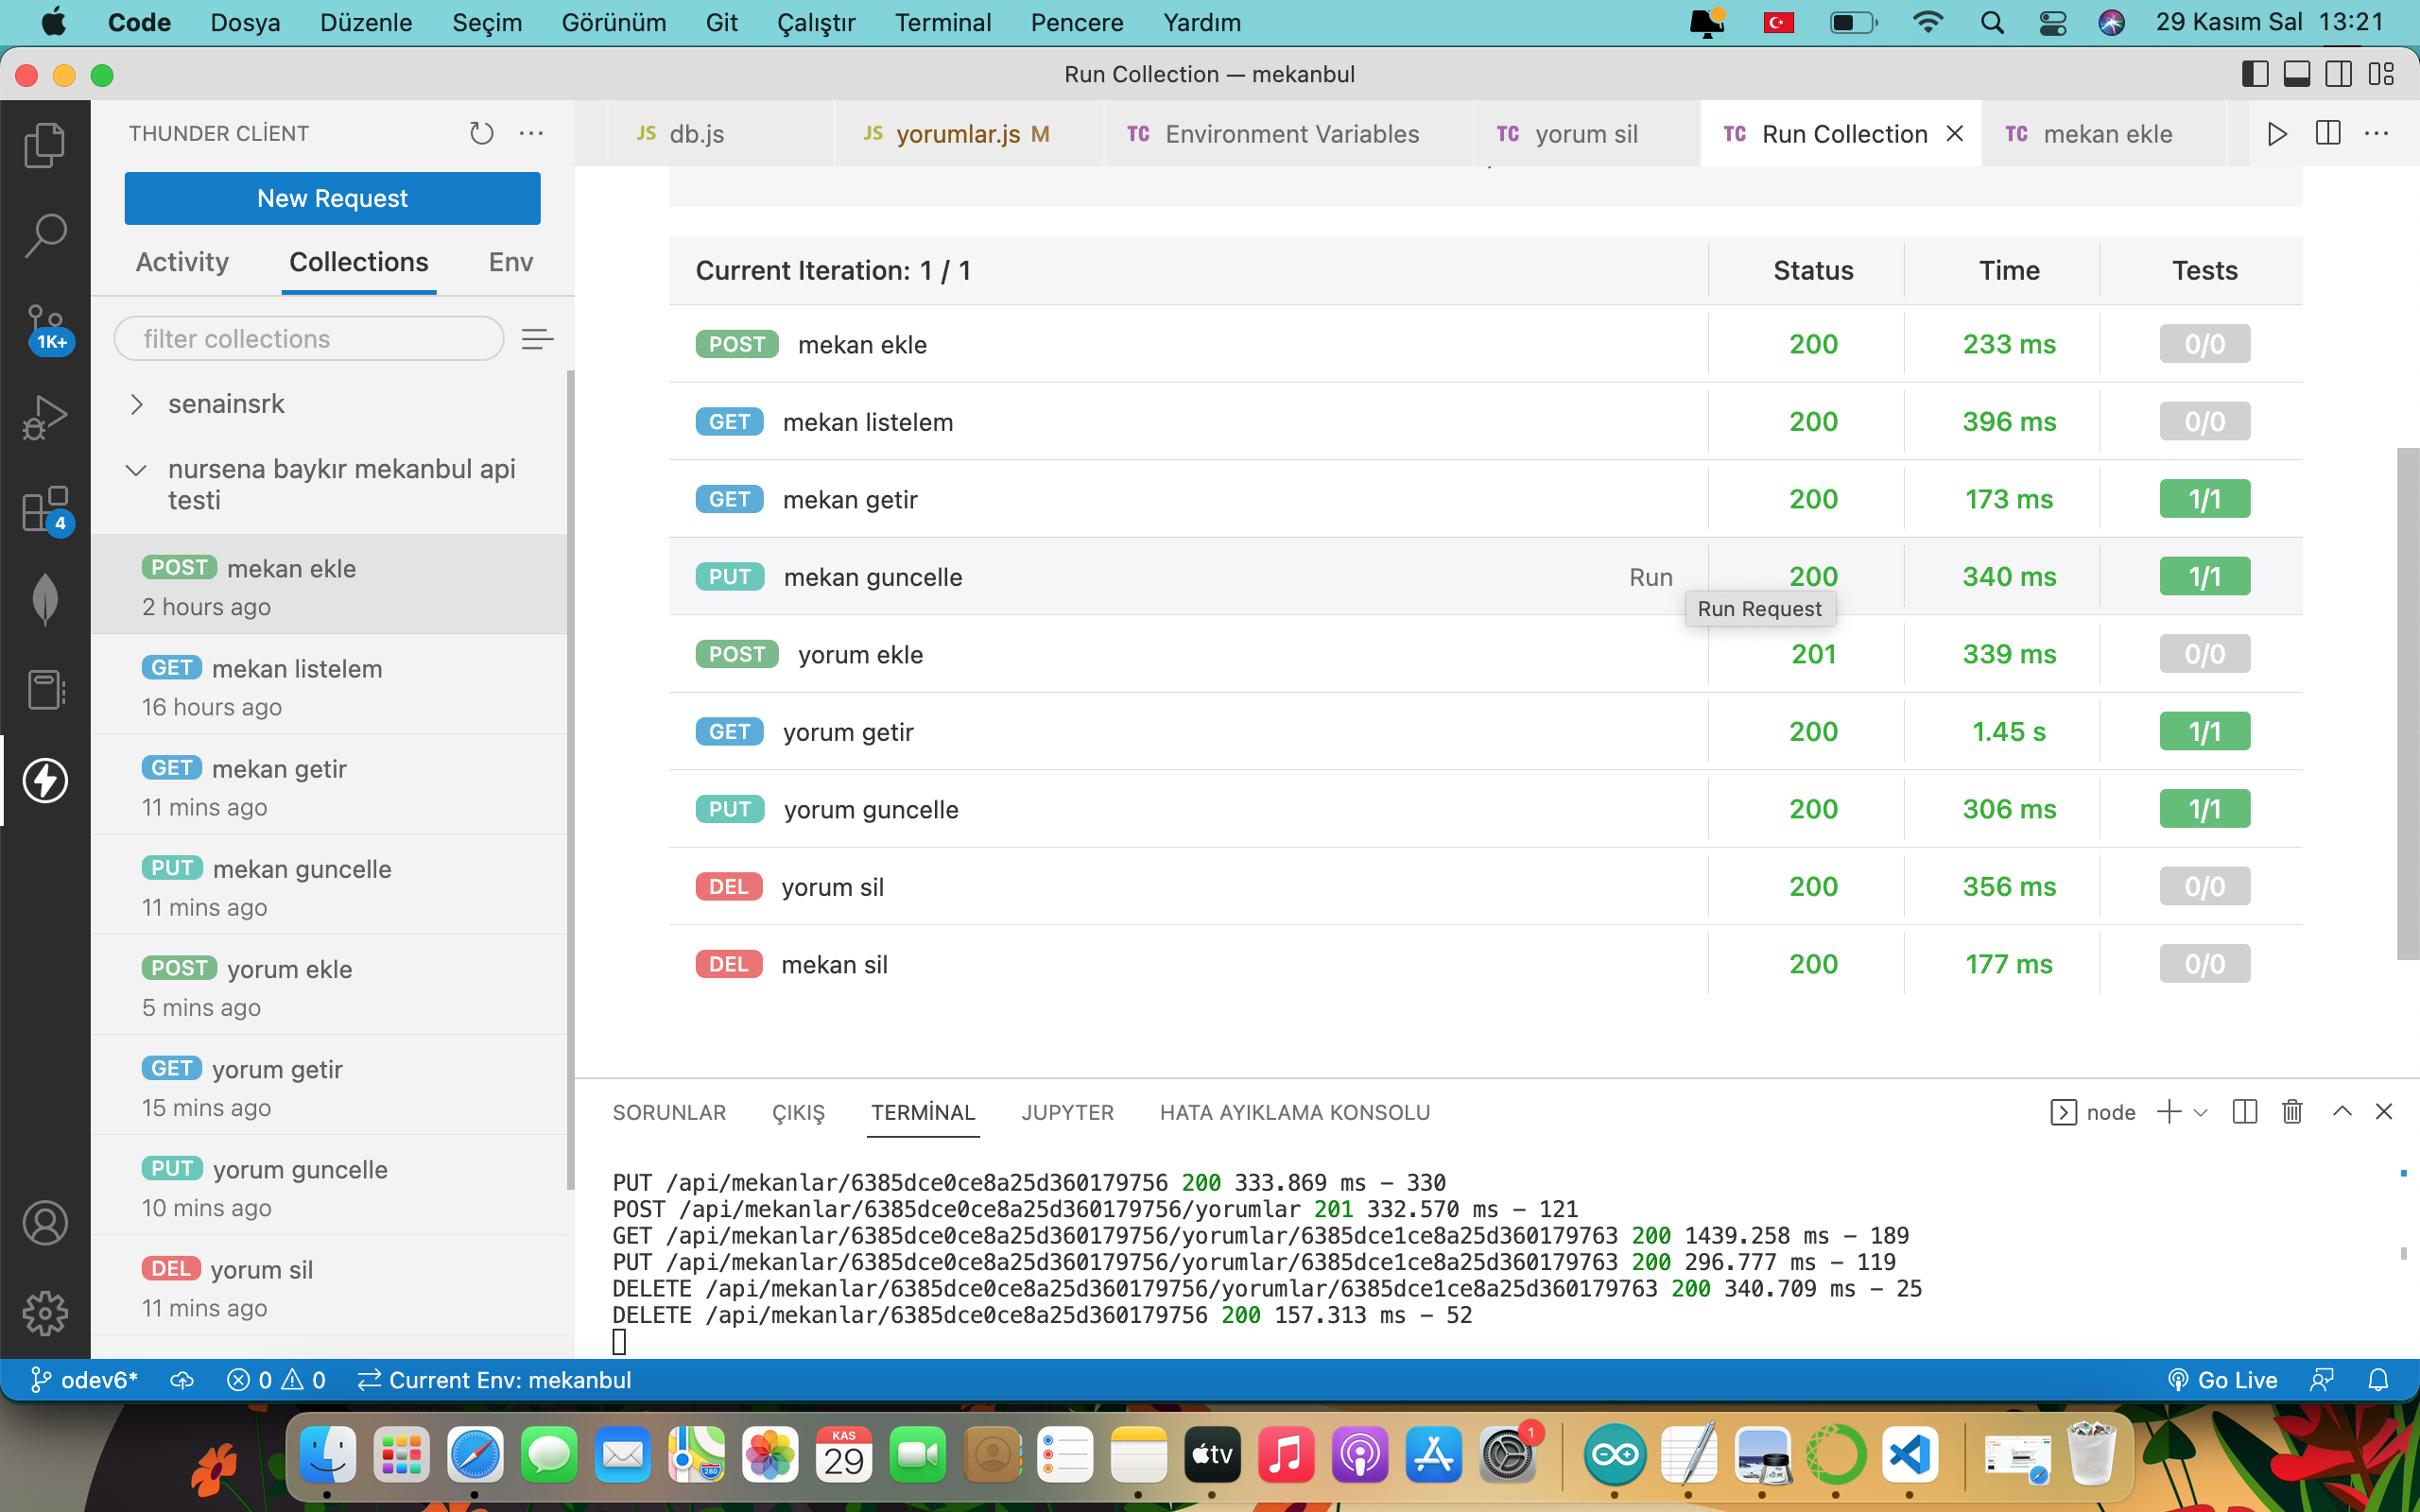 Code Dosya Düzenle Seçim Görünüm Git Çalıştır Terminal Pencere Yardım 29 Kasım Sal 13:21
Run Collection — mekanbul
THUNDER CLİENT
New Request
Activity Collections Env
filter collections
senainsrk
nursena baykır mekanbul api
testi
POST mekan ekle
2 hours ago
GET mekan listelem
16 hours ago
GET mekan getir
11 mins ago
PUT mekan guncelle
11 mins ago
POST yorum ekle
5 mins ago
GET yorum getir
15 mins ago
PUT yorum guncelle
10 mins ago
DEL yorum sil
11 mins ago
1K+
4
JS db.js JS yorumlar.js M TC Environment Variables TC yorum sil TC Run Collection TC mekan ekle
Current Iteration: 1 / 1 Status Time Tests
POST mekan ekle 200 233 ms 0/0
GET mekan listelem 200 396 ms 0/0
GET mekan getir 200 173 ms 1/1
PUT mekan guncelle Run 200 340 ms 1/1
Run Request
POST yorum ekle 201 339 ms 0/0
GET yorum getir 200 1.45 s 1/1
PUT yorum guncelle 200 306 ms 1/1
DEL yorum sil 200 356 ms 0/0
DEL mekan sil 200 177 ms 0/0
SORUNLAR ÇIKIŞ TERMİNAL JUPYTER HATA AYIKLAMA KONSOLU node
PUT /api/mekanlar/6385dce0ce8a25d360179756 200 333.869 ms – 330
POST /api/mekanlar/6385dce0ce8a25d360179756/yorumlar 201 332.570 ms – 121
GET /api/mekanlar/6385dce0ce8a25d360179756/yorumlar/6385dce1ce8a25d360179763 200 1439.258 ms – 189
PUT /api/mekanlar/6385dce0ce8a25d360179756/yorumlar/6385dce1ce8a25d360179763 200 296.777 ms – 119
DELETE /api/mekanlar/6385dce0ce8a25d360179756/yorumlar/6385dce1ce8a25d360179763 200 340.709 ms – 25
DELETE /api/mekanlar/6385dce0ce8a25d360179756 200 157.313 ms – 52
odev6* 0 0 Current Env: mekanbul Go Live
KAS
29
280
tv
1